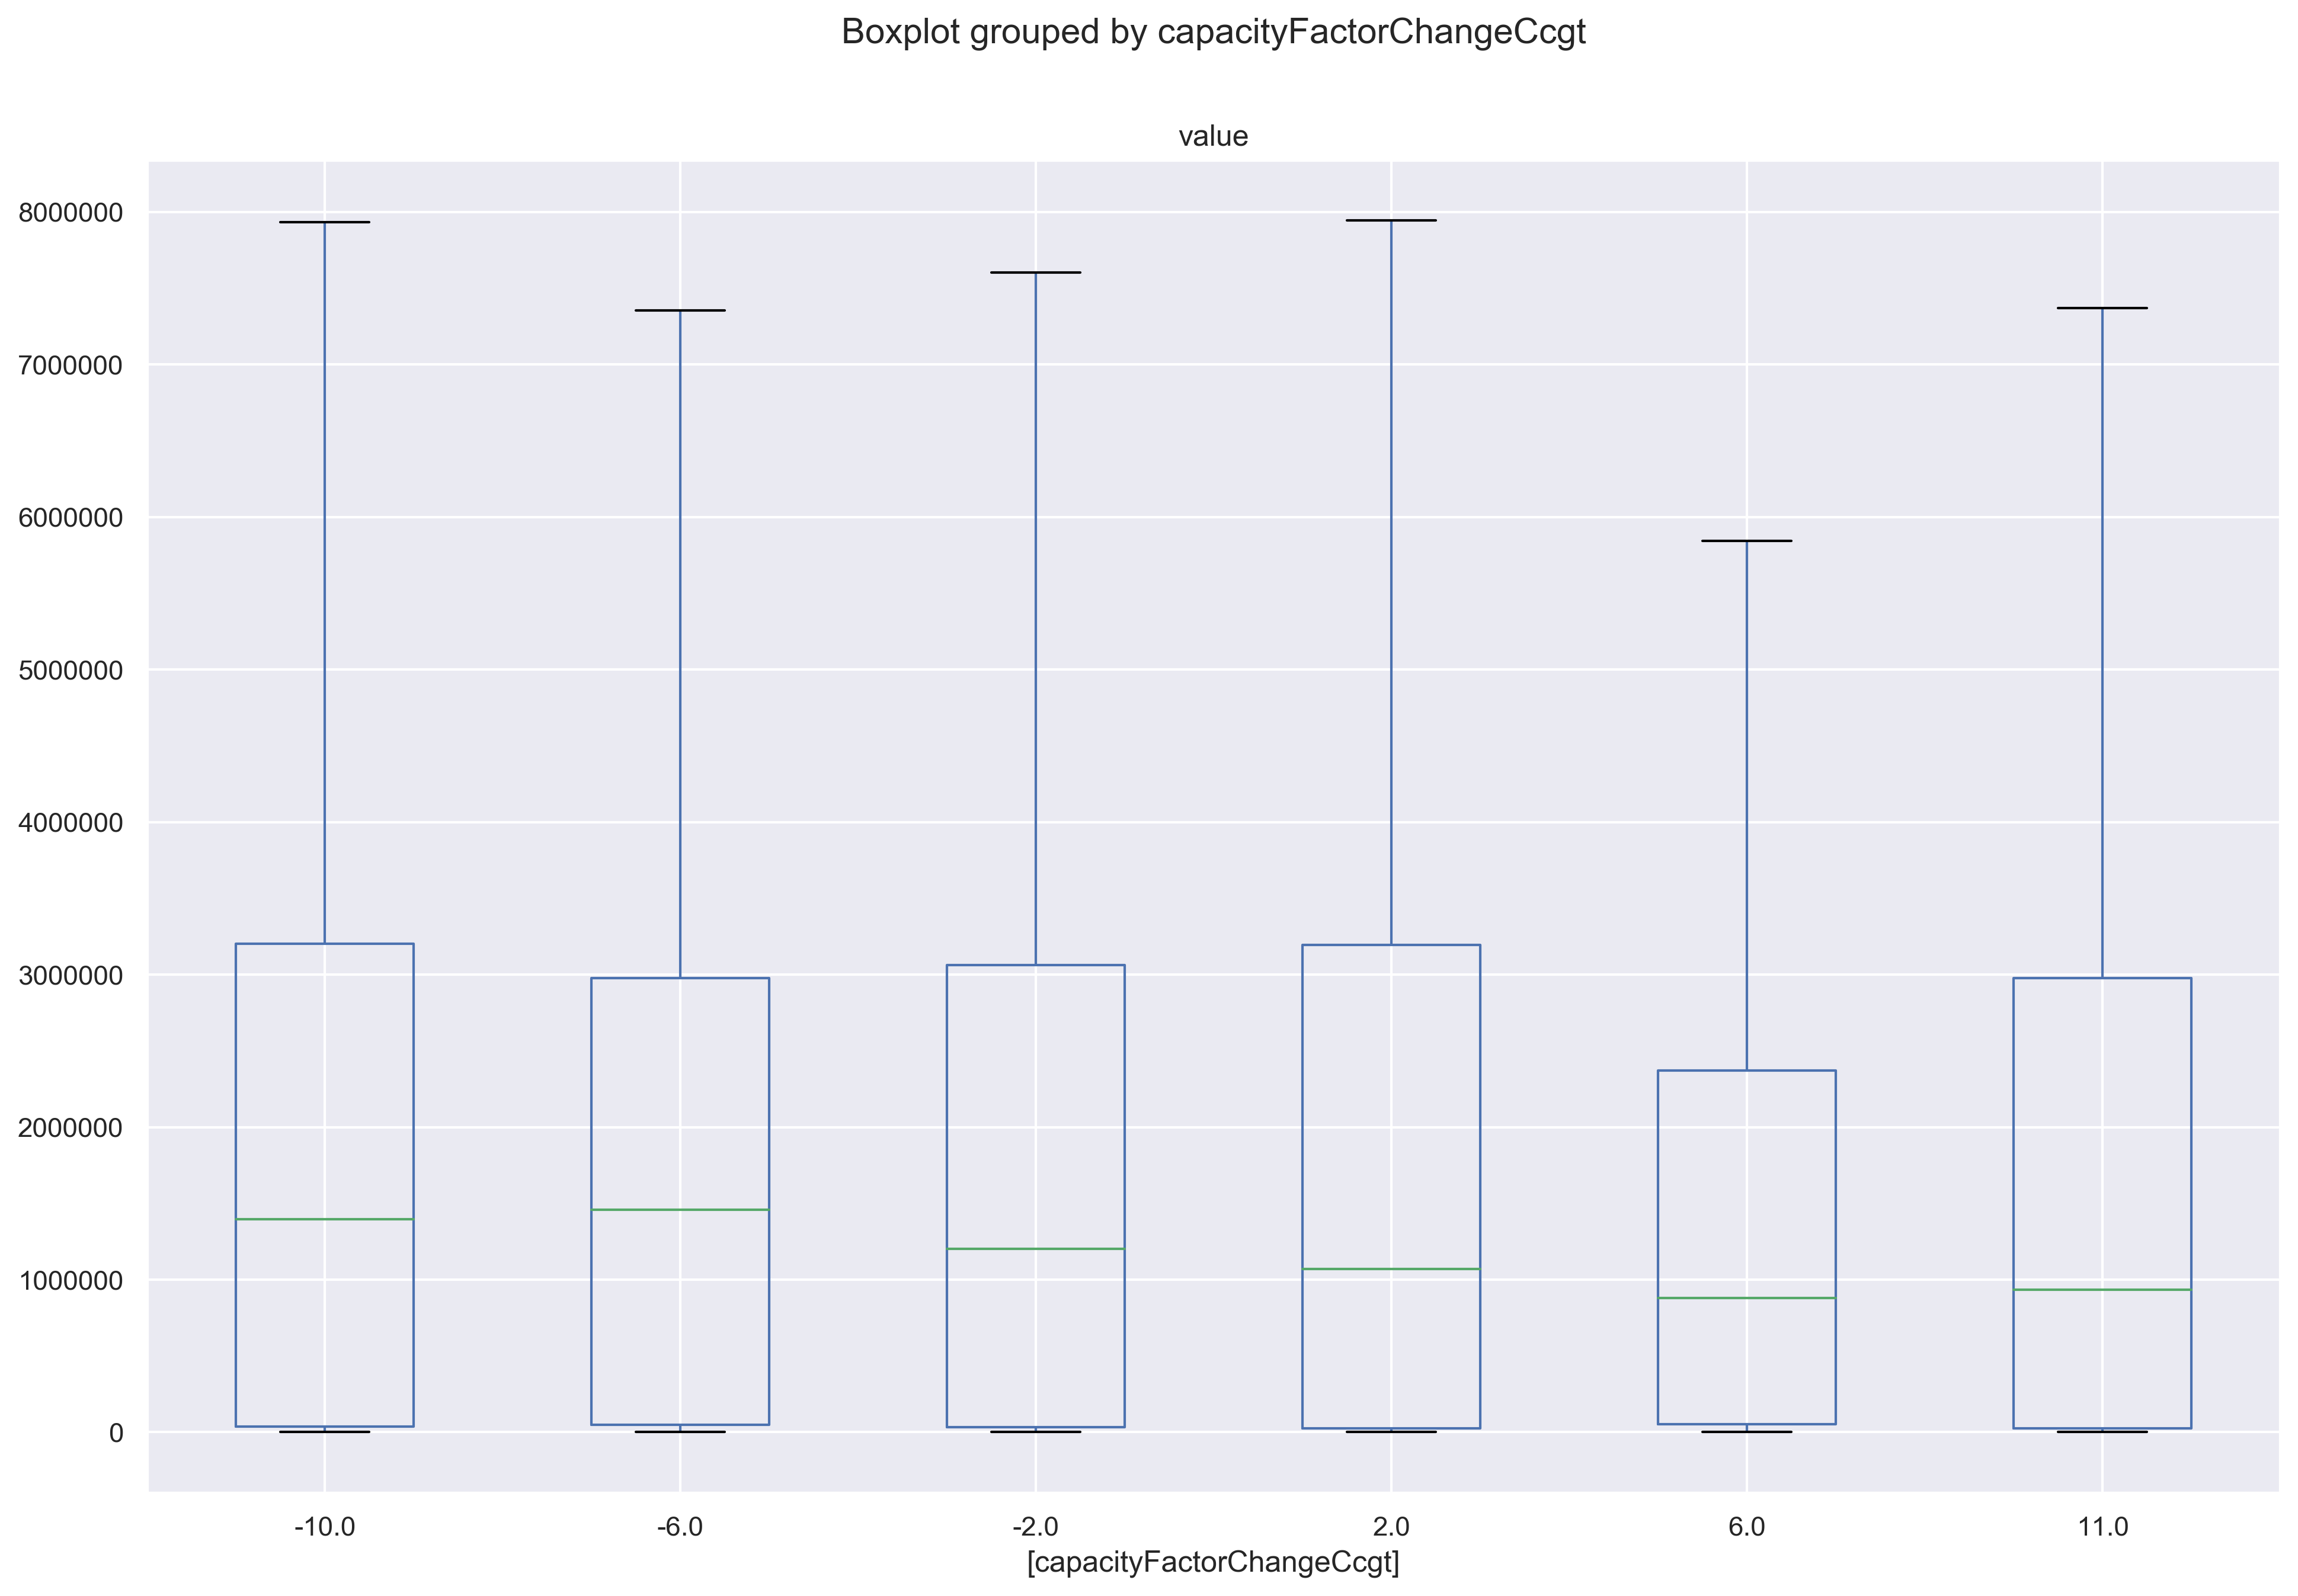 Boxplot grouped by capacityFactorChangeCcgt
value
8000000
7000000
6000000
5000000
4000000
3000000
2000000
1000000
0
-10.0 -6.0 -2.0 2.0 6.0 11.0
[capacityFactorChangeCcgt]